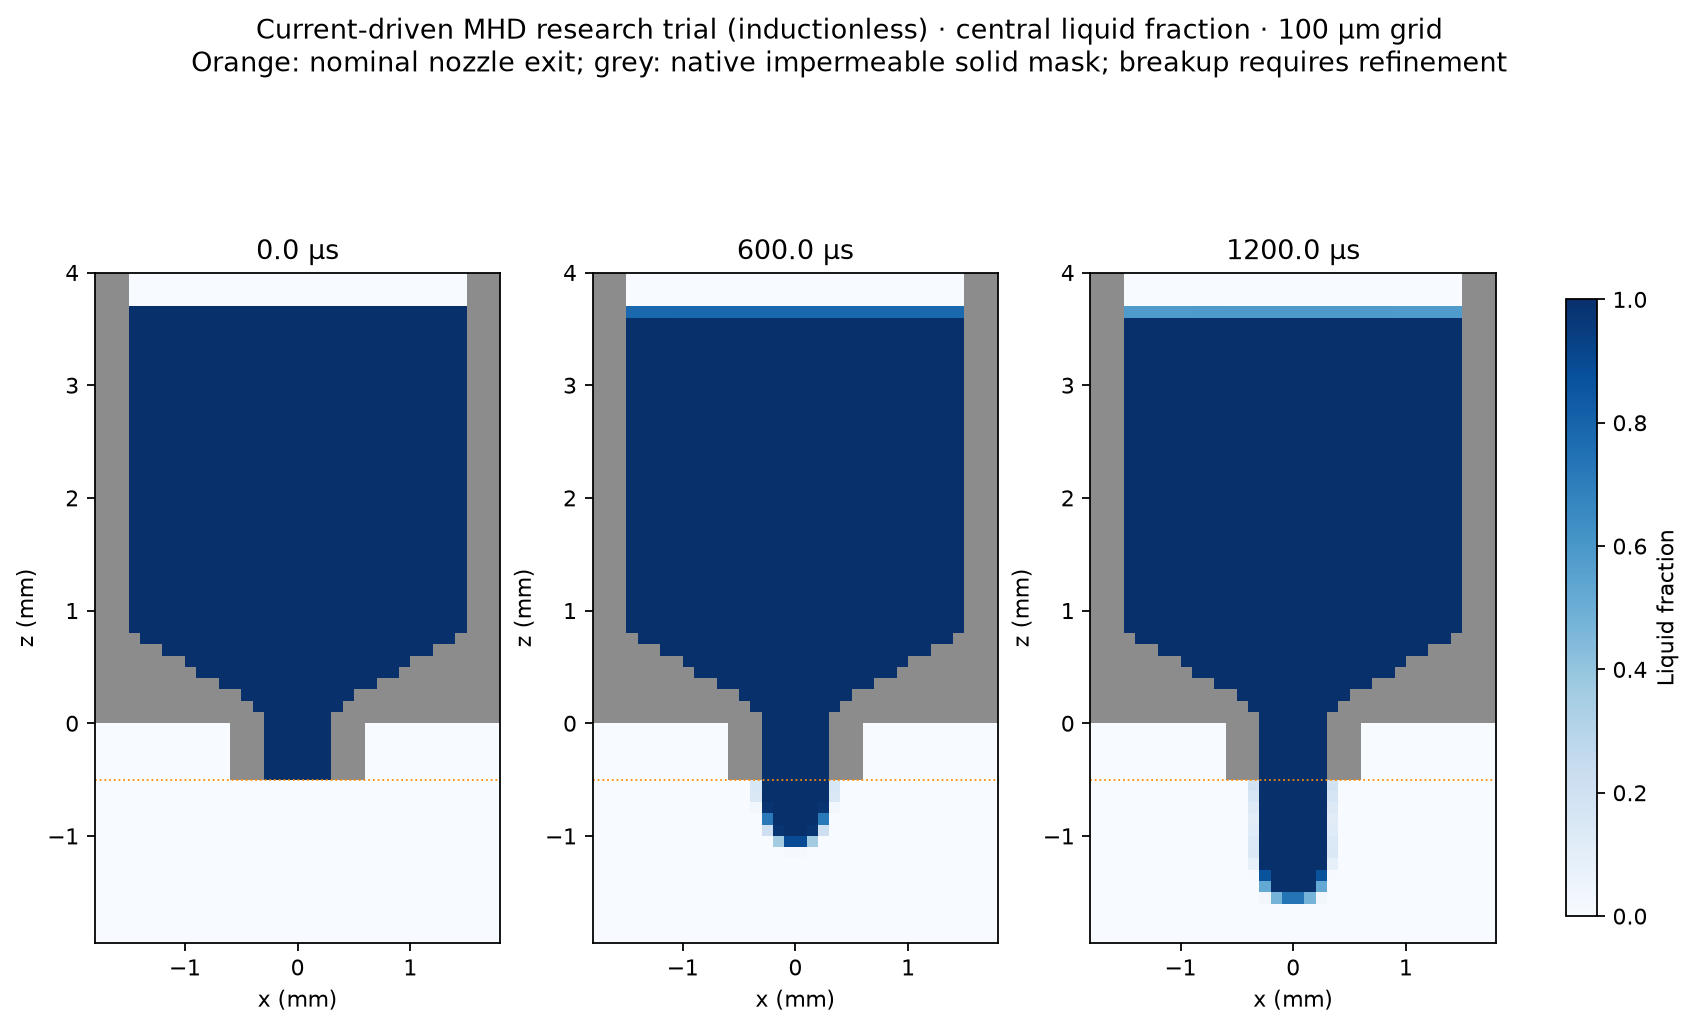 Current-driven MHD research trial (inductionless) · central liquid fraction · 100 µm grid
Orange: nominal nozzle exit; grey: native impermeable solid mask; breakup requires refinement
0.0 µs
600.0 µs
1200.0 µs
4
3
2
1
0
−1
z (mm)
−1
0
1
x (mm)
4
3
2
1
0
−1
z (mm)
−1
0
1
x (mm)
4
3
2
1
0
−1
z (mm)
−1
0
1
x (mm)
1.0
0.8
0.6
0.4
0.2
0.0
Liquid fraction